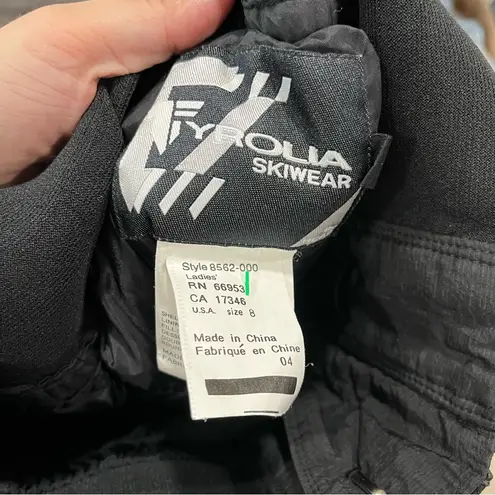 TYROLIA
SKIWEAR
Style 8562-000
Ladies'
RN 66953
CA 17346
U.S.A. size 8
Made in China
Fabriqué en Chine
04